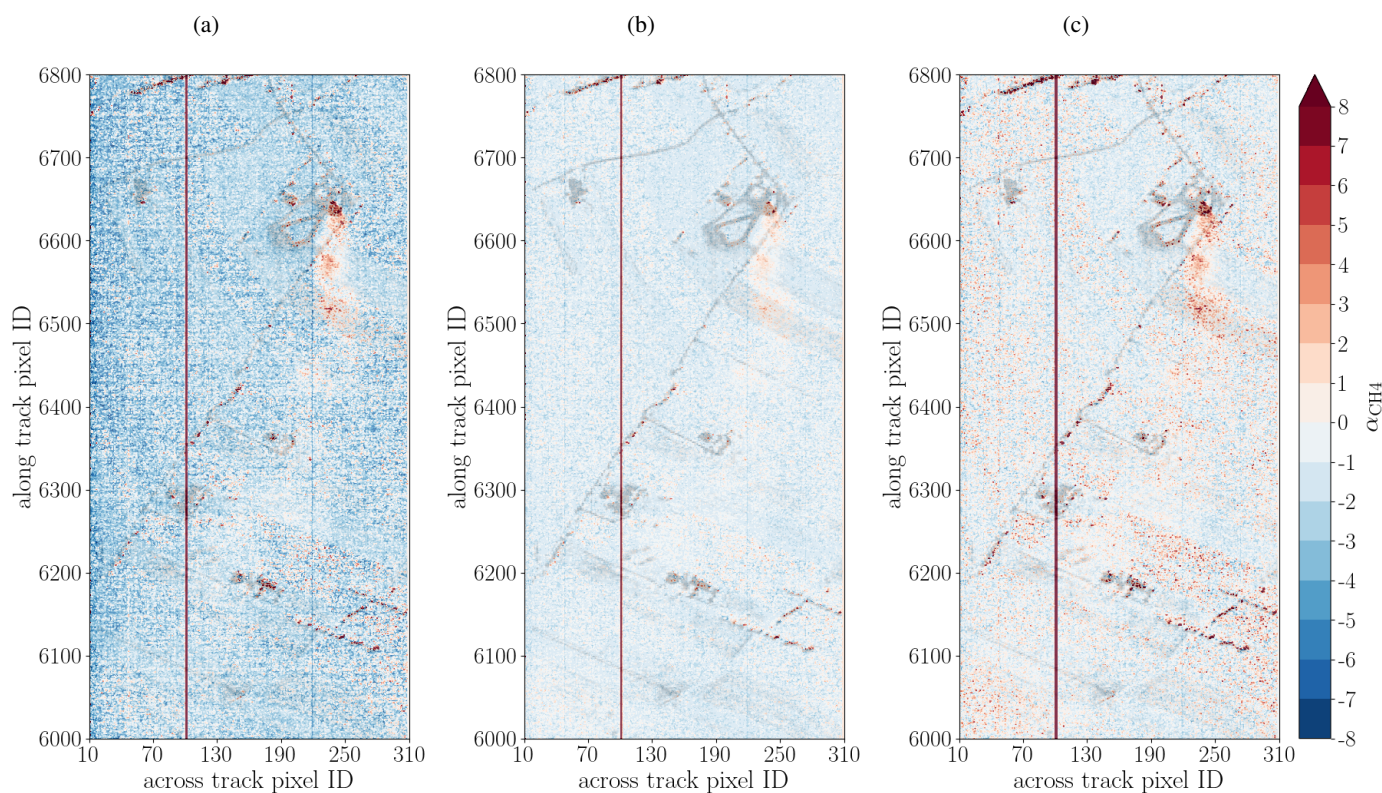 (a) (b) (c)
6800 6800 6800
6700 6700 6700
6600 6600 6600
6500 6500 6500
6400 6400 6400
6300 6300 6300
6200 6200 6200
6100 6100 6100
6000 6000 6000
along track pixel ID along track pixel ID along track pixel ID
10 70 130 190 250 310 10 70 130 190 250 310 10 70 130 190 250 310
across track pixel ID across track pixel ID across track pixel ID
8
7
6
5
4
3
2
1
0
-1
-2
-3
-4
-5
-6
-7
-8
αCH4